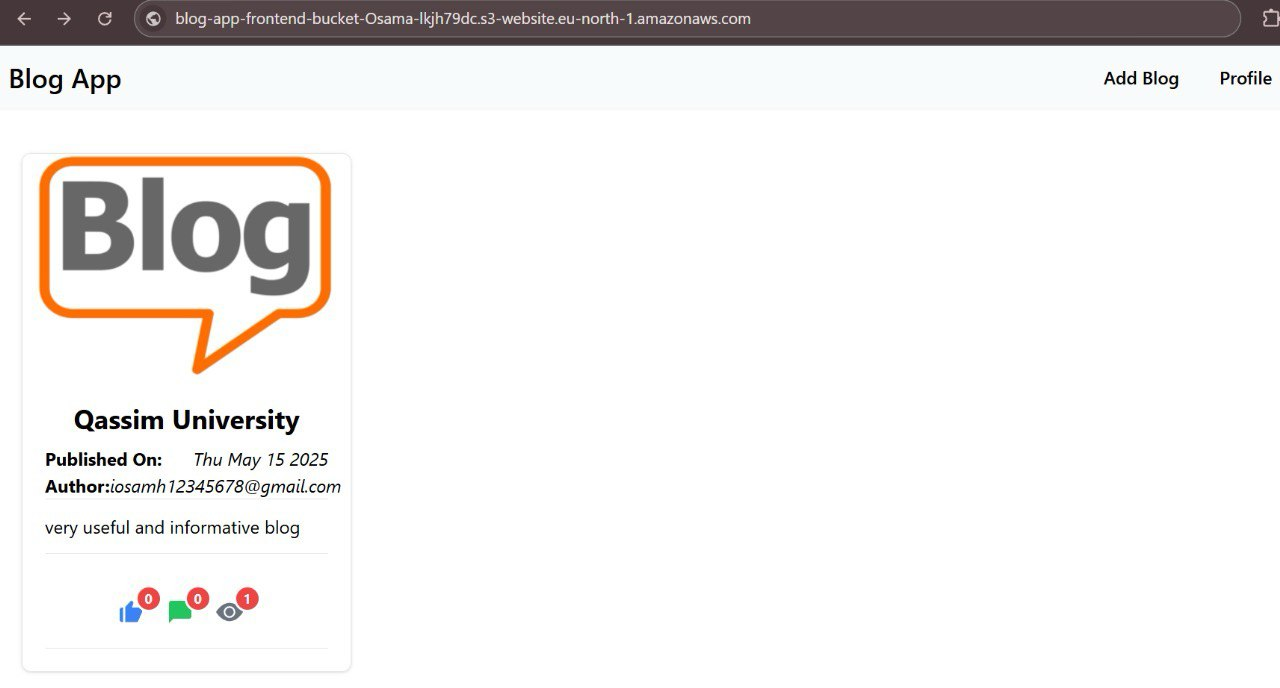 blog-app-frontend-bucket-Osama-lkjh79dc.s3-website.eu-north-1.amazonaws.com
Blog App Add Blog Profile
Blog
Qassim University
Published On: Thu May 15 2025
Author:iosamh12345678@gmail.com
very useful and informative blog
0 0 1